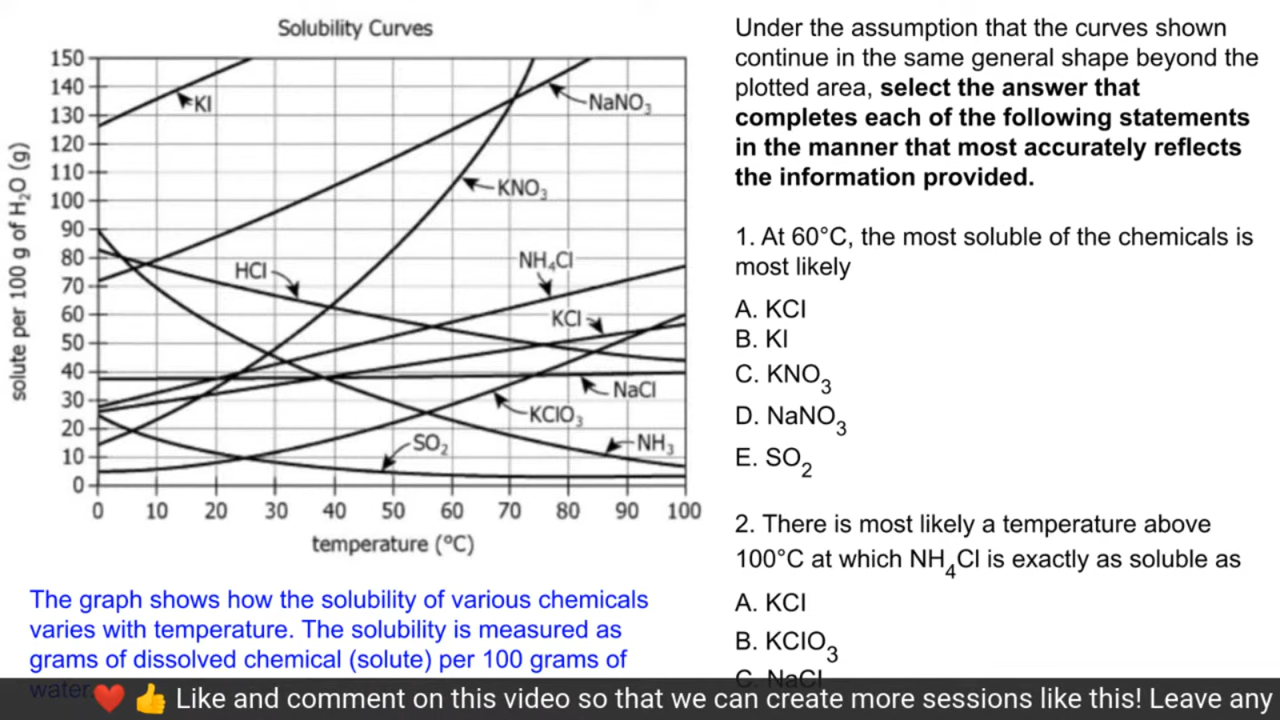 Solubility Curves
150
140
130
120
110
100
90
80
70
60
50
40
30
20
10
0
solute per 100 g of H₂O (g)
KI
NaNO₃
KNO₃
HCl
NH₄Cl
KCl
NaCl
KClO₃
SO₂
NH₃
0 10 20 30 40 50 60 70 80 90 100
temperature (°C)
The graph shows how the solubility of various chemicals
varies with temperature. The solubility is measured as
grams of dissolved chemical (solute) per 100 grams of
water
Under the assumption that the curves shown
continue in the same general shape beyond the
plotted area, select the answer that
completes each of the following statements
in the manner that most accurately reflects
the information provided.
1. At 60°C, the most soluble of the chemicals is
most likely
A. KCl
B. KI
C. KNO₃
D. NaNO₃
E. SO₂
2. There is most likely a temperature above
100°C at which NH₄Cl is exactly as soluble as
A. KCl
B. KClO₃
C. NaCl
❤️ 👍 Like and comment on this video so that we can create more sessions like this! Leave any